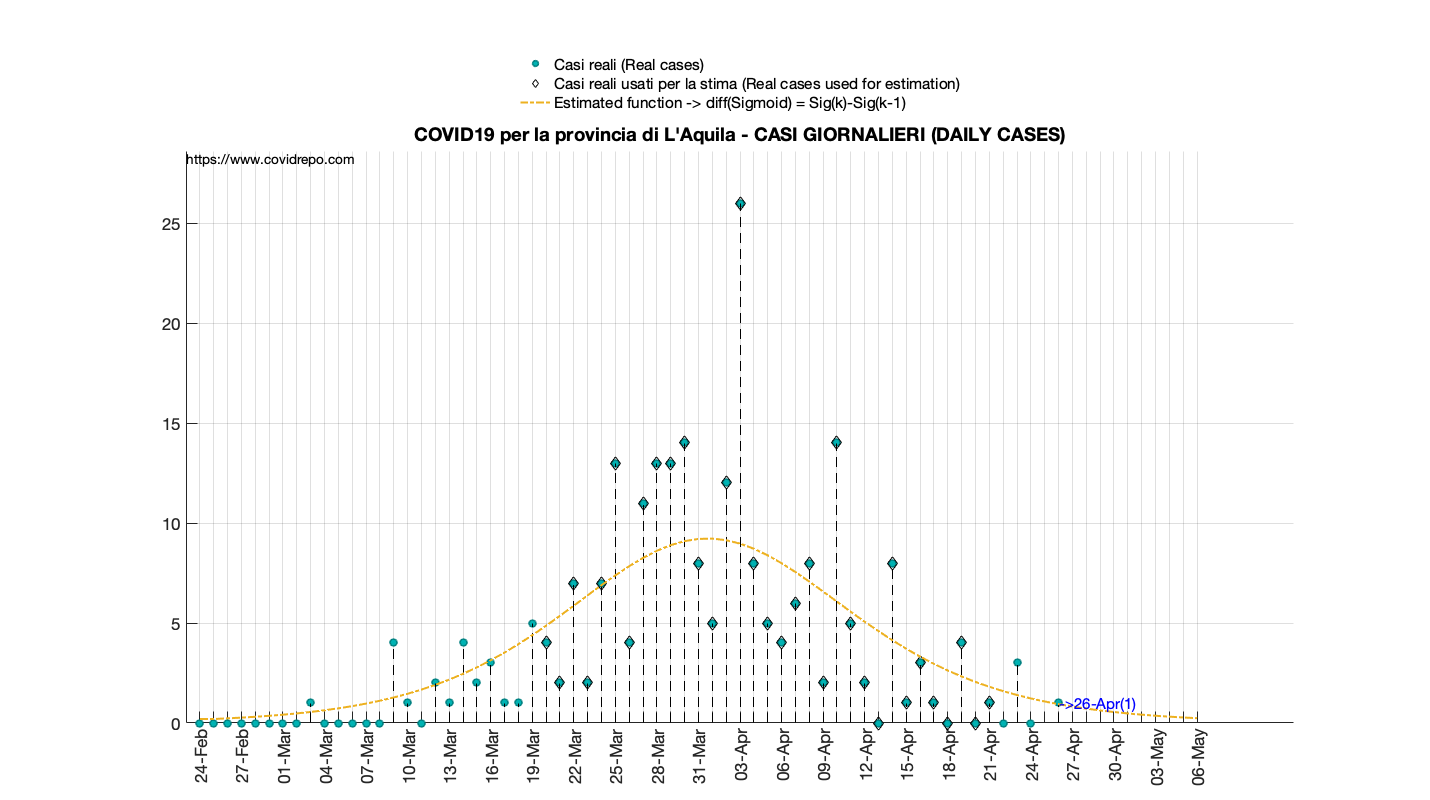 Casi reali (Real cases)
Casi reali usati per la stima (Real cases used for estimation)
Estimated function -> diff(Sigmoid) = Sig(k)-Sig(k-1)
COVID19 per la provincia di L'Aquila - CASI GIORNALIERI (DAILY CASES)
https://www.covidrepo.com
25
20
15
10
5
0
->26-Apr(1)
24-Feb
27-Feb
01-Mar
04-Mar
07-Mar
10-Mar
13-Mar
16-Mar
19-Mar
22-Mar
25-Mar
28-Mar
31-Mar
03-Apr
06-Apr
09-Apr
12-Apr
15-Apr
18-Apr
21-Apr
24-Apr
27-Apr
30-Apr
03-May
06-May